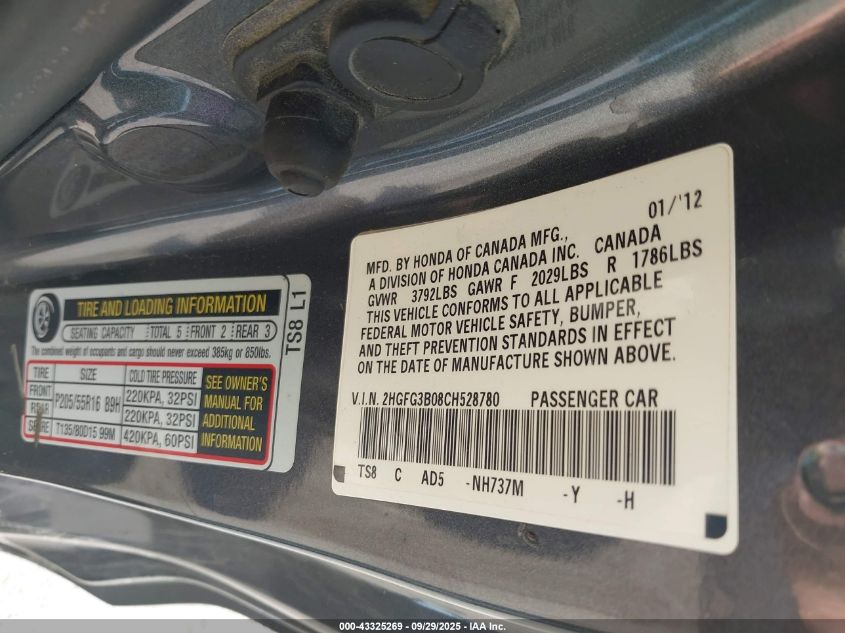 01/'12
MFD. BY HONDA OF CANADA MFG.,
A DIVISION OF HONDA CANADA INC. CANADA
GVWR 3792LBS GAWR F 2029LBS R 1786LBS
THIS VEHICLE CONFORMS TO ALL APPLICABLE
FEDERAL MOTOR VEHICLE SAFETY, BUMPER,
AND THEFT PREVENTION STANDARDS IN EFFECT
ON THE DATE OF MANUFACTURE SHOWN ABOVE.
V.I.N. 2HGFG3B08CH528780 PASSENGER CAR
TS8 C AD5 -NH737M -Y -H
TIRE AND LOADING INFORMATION
SEATING CAPACITY TOTAL 5 FRONT 2 REAR 3
The combined weight of occupants and cargo should never exceed 385kg or 850lbs.
TIRE SIZE COLD TIRE PRESSURE
FRONT P205/55R16 89H 220KPA, 32PSI
REAR 220KPA, 32PSI
SPARE T135/80D15 99M 420KPA, 60PSI
SEE OWNER'S
MANUAL FOR
ADDITIONAL
INFORMATION
TS8 L1
000-43325269 - 09/29/2025 - IAA Inc.